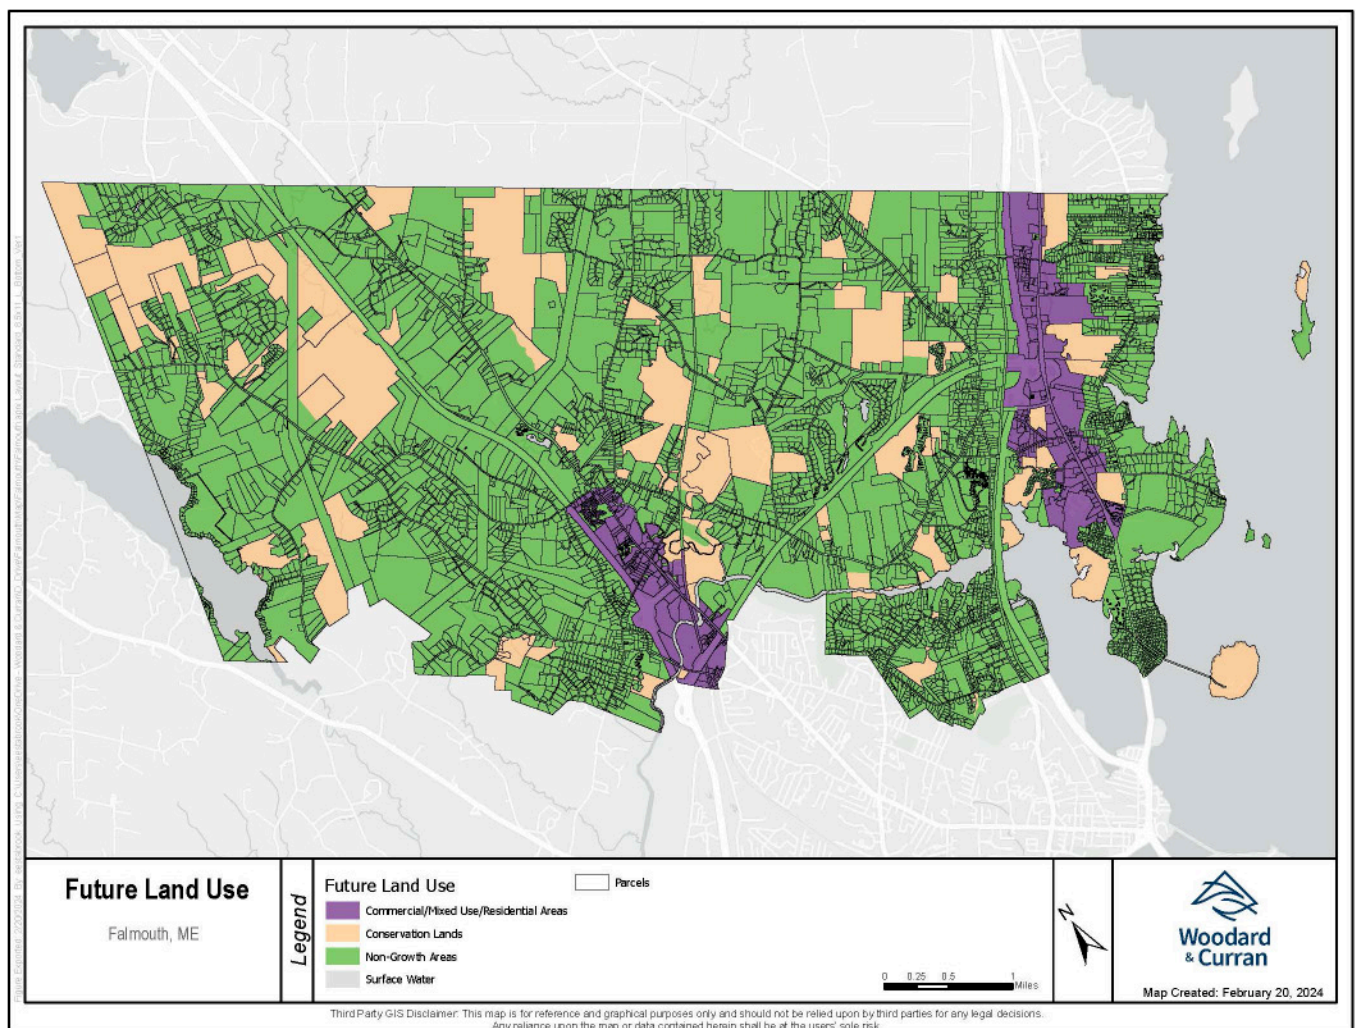 Future Land Use
Falmouth, ME
Legend
Future Land Use
Parcels
Commercial/Mixed Use/Residential Areas
Conservation Lands
Non-Growth Areas
Surface Water
0 0.25 0.5 1
Miles
N
Woodard
& Curran
Map Created: February 20, 2024
Third Party GIS Disclaimer: This map is for reference and graphical purposes only and should not be relied upon by third parties for any legal decisions.
Any reliance upon the map or data contained herein shall be at the users' sole risk.